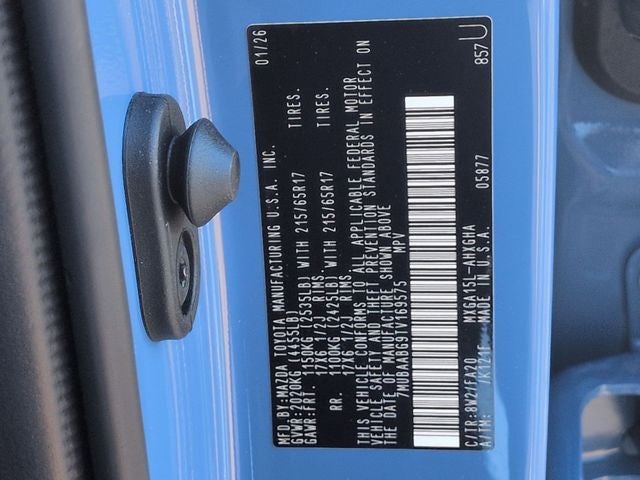 MFD.BY:MAZDA TOYOTA MANUFACTURING U.S.A. INC. 01/26
GVWR:2020KG (4455LB)
GAWR:FRT. 1150KG (2535LB) WITH 215/65R17 TIRES.
17X6 1/2J RIMS.
RR. 1100KG (2425LB) WITH 215/65R17 TIRES.
17X6 1/2J RIMS.
THIS VEHICLE CONFORMS TO ALL APPLICABLE FEDERAL MOTOR
VEHICLE SAFETY AND THEFT PREVENTION STANDARDS IN EFFECT ON
THE DATE OF MANUFACTURE SHOWN ABOVE
7MUBAABG9TV169575 MPV
C/TR:8W2/FA20 MXGA15L-AHXGHA 05877 857 U
A/TM: /K121F MADE IN U.S.A.